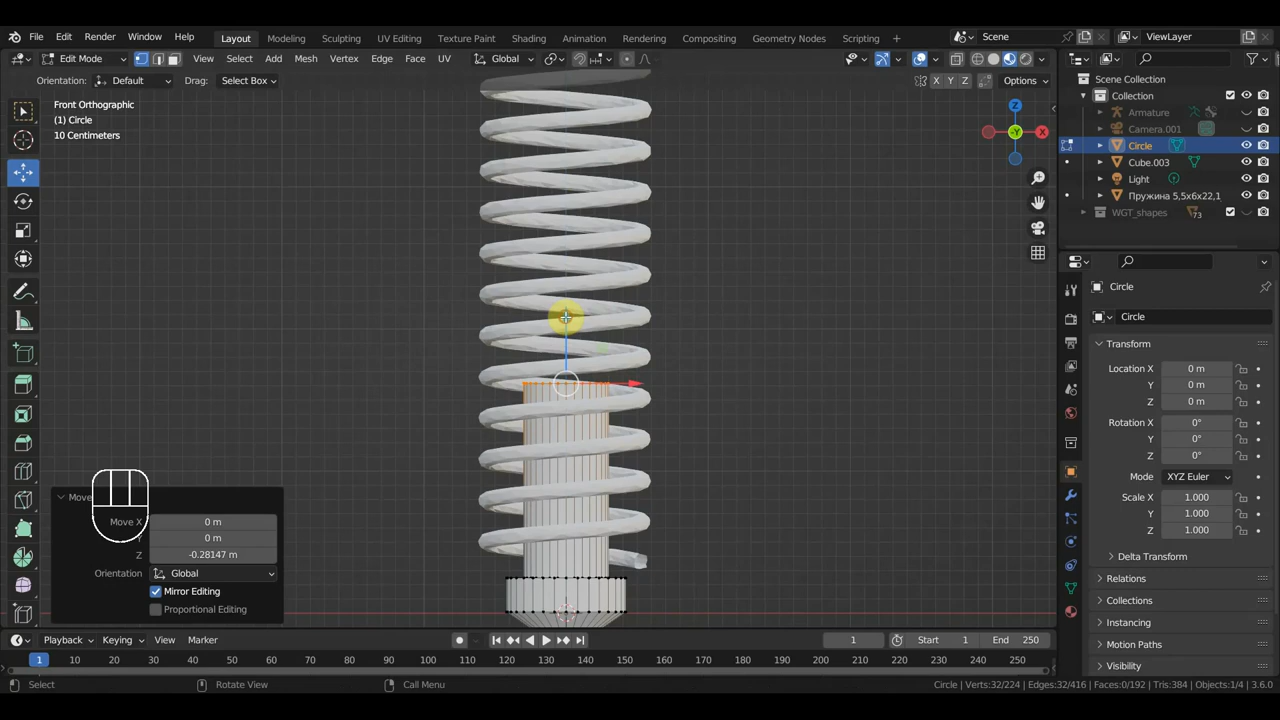 File Edit Render Window Help Layout Modeling Sculpting UV Editing Texture Paint Shading Animation Rendering Compositing Geometry Nodes Scripting Scene ViewLayer
Edit Mode View Select Add Mesh Vertex Edge Face UV Global
Orientation: Default Drag: Select Box X Y Z Options
Front Orthographic
(1) Circle
10 Centimeters
Z
X
-Y
Scene Collection
Collection
Armature
Camera.001
Circle
Cube.003
Light
Пружина 5,5x6x22,1
WGT_shapes 73
Circle
Circle
Transform
Location X 0 m
Y 0 m
Z 0 m
Rotation X 0°
Y 0°
Z 0°
Mode XYZ Euler
Scale X 1.000
Y 1.000
Z 1.000
Delta Transform
Relations
Collections
Instancing
Motion Paths
Visibility
Move
Move X 0 m
Y 0 m
Z -0.28147 m
Orientation Global
Mirror Editing
Proportional Editing
Playback Keying View Marker 1 Start 1 End 250
1 10 20 30 40 50 60 70 80 90 100 110 120 130 140 150 160 170 180 190 200 210 220 230 240 250
Select Rotate View Call Menu Circle | Verts:32/224 | Edges:32/416 | Faces:0/192 | Tris:384 | Objects:1/4 | 3.6.0